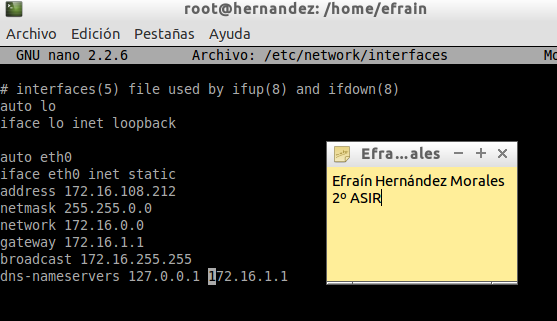 root@hernandez: /home/efrain
Archivo Edición Pestañas Ayuda
GNU nano 2.2.6 Archivo: /etc/network/interfaces Mo
# interfaces(5) file used by ifup(8) and ifdown(8)
auto lo
iface lo inet loopback
auto eth0
iface eth0 inet static
address 172.16.108.212
netmask 255.255.0.0
network 172.16.0.0
gateway 172.16.1.1
broadcast 172.16.255.255
dns-nameservers 127.0.0.1 172.16.1.1
Efra...ales
Efraín Hernández Morales
2º ASIR